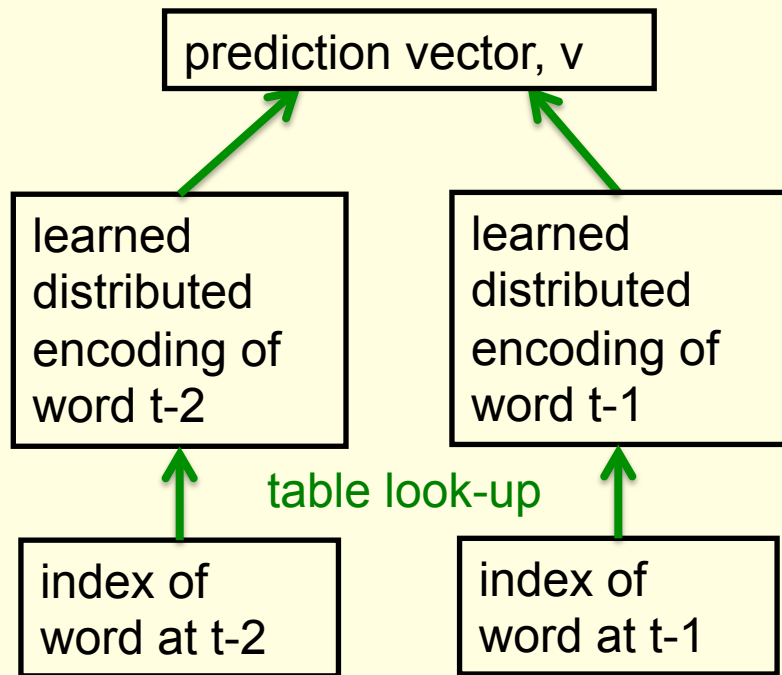 prediction vector, v
learned
distributed
encoding of
word t-2
learned
distributed
encoding of
word t-1
table look-up
index of
word at t-2
index of
word at t-1